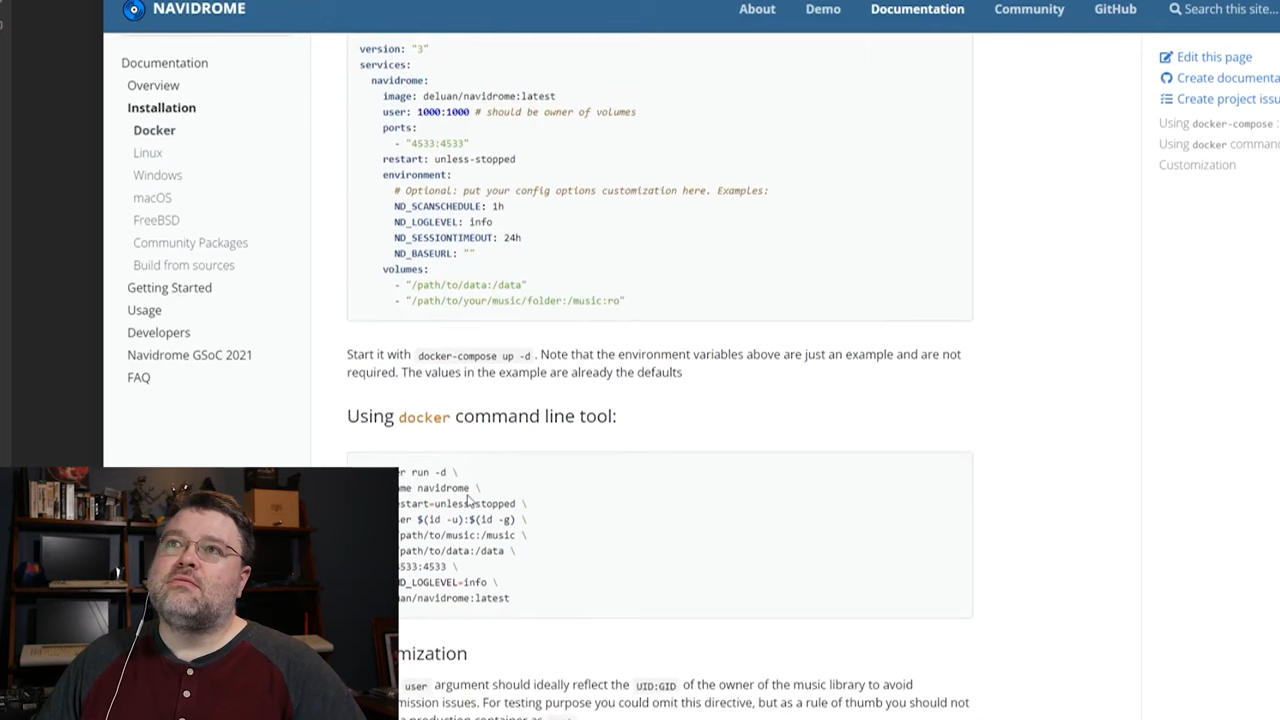 NAVIDROME
About
Demo
Documentation
Community
GitHub
Search this site...
Documentation
Overview
Installation
Docker
Linux
Windows
macOS
FreeBSD
Community Packages
Build from sources
Getting Started
Usage
Developers
Navidrome GSoC 2021
FAQ
version: "3"
services:
navidrome:
image: deluan/navidrome:latest
user: 1000:1000 # should be owner of volumes
ports:
- "4533:4533"
restart: unless-stopped
environment:
# Optional: put your config options customization here. Examples:
ND_SCANSCHEDULE: 1h
ND_LOGLEVEL: info
ND_SESSIONTIMEOUT: 24h
ND_BASEURL: ""
volumes:
- "/path/to/data:/data"
- "/path/to/your/music/folder:/music:ro"
Start it with docker-compose up -d. Note that the environment variables above are just an example and are not
required. The values in the example are already the defaults
Using docker command line tool:
r run -d \
me navidrome \
start=unless-stopped \
er $(id -u):$(id -g) \
path/to/music:/music \
path/to/data:/data \
533:4533 \
D_LOGLEVEL=info \
an/navidrome:latest
mization
user argument should ideally reflect the UID:GID of the owner of the music library to avoid
mission issues. For testing purpose you could omit this directive, but as a rule of thumb you should not
Edit this page
Create documenta
Create project issu
Using docker-compose :
Using docker command
Customization